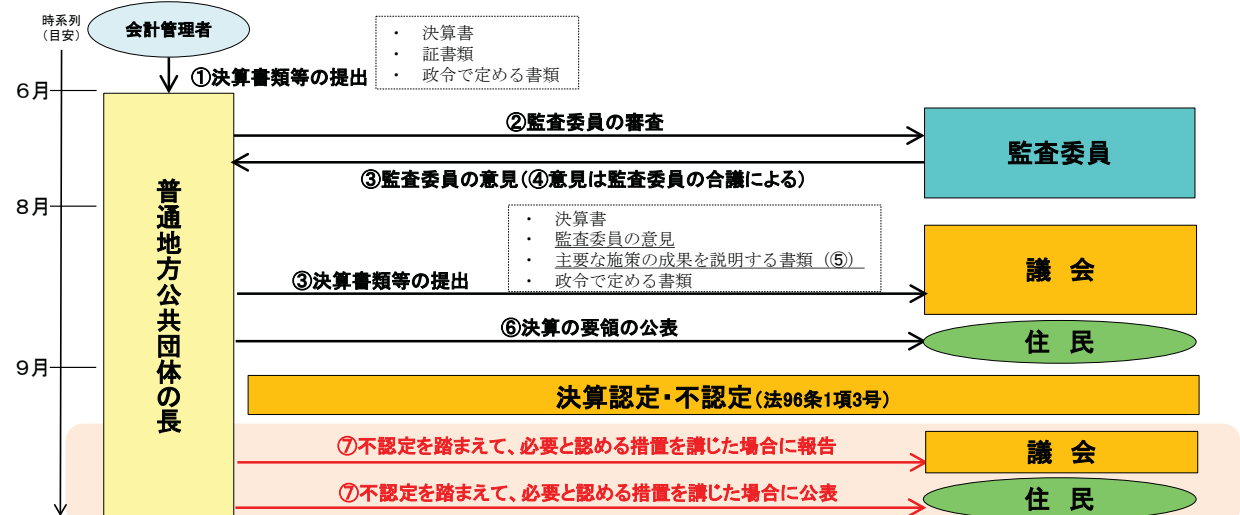 時系列
（目安）
会計管理者
・ 決算書
・ 証書類
・ 政令で定める書類
①決算書類等の提出
6月
②監査委員の審査
監査委員
③監査委員の意見（④意見は監査委員の合議による）
普通地方公共団体の長
8月
・ 決算書
・ 監査委員の意見
・ 主要な施策の成果を説明する書類（⑤）
・ 政令で定める書類
③決算書類等の提出
議 会
⑥決算の要領の公表
住 民
9月
決算認定・不認定（法96条1項3号）
⑦不認定を踏まえて、必要と認める措置を講じた場合に報告
議 会
⑦不認定を踏まえて、必要と認める措置を講じた場合に公表
住 民